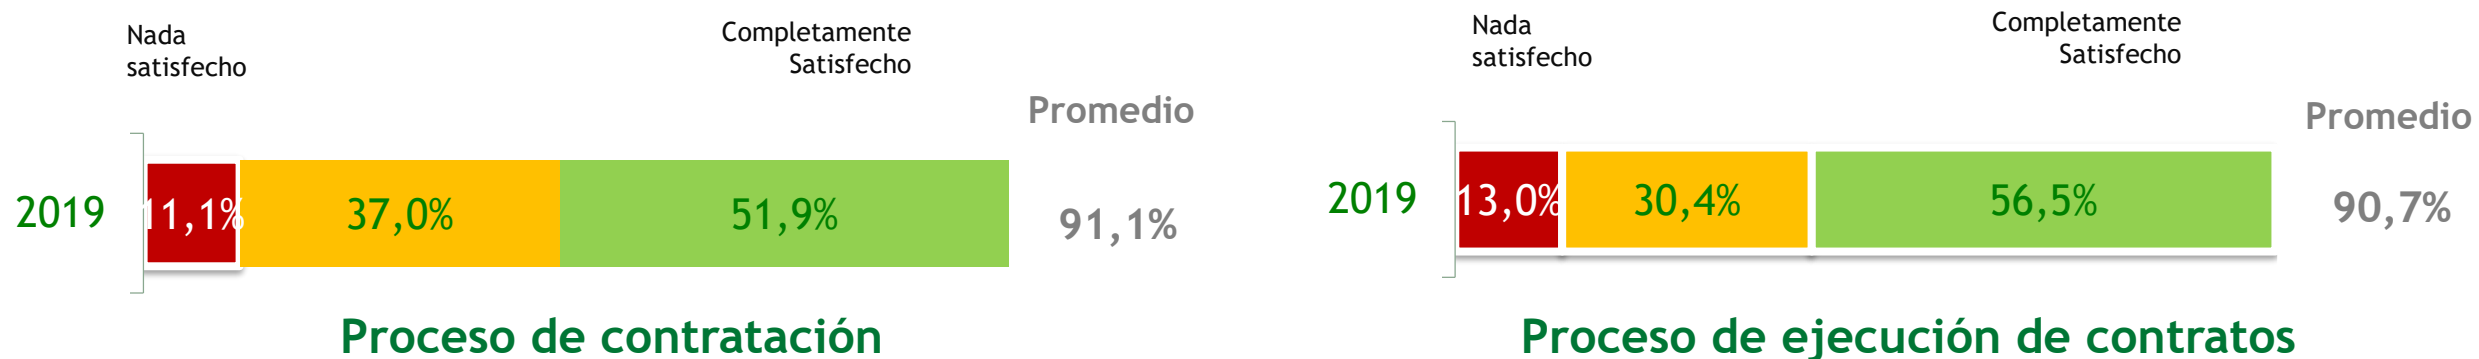 Nada
satisfecho
Completamente
Satisfecho
Promedio
2019
11,1%
37,0%
51,9%
91,1%
Proceso de contratación
Nada
satisfecho
Completamente
Satisfecho
Promedio
2019
13,0%
30,4%
56,5%
90,7%
Proceso de ejecución de contratos